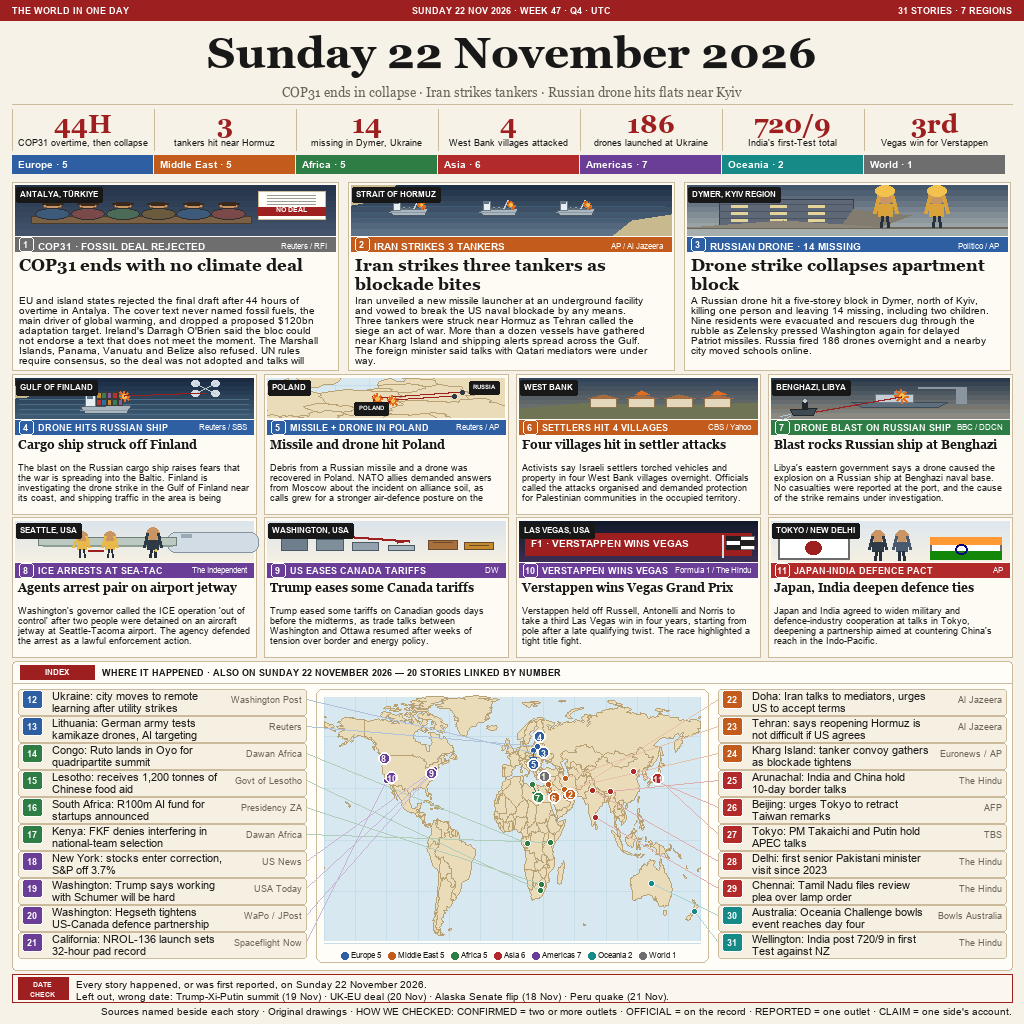 THE WORLD IN ONE DAY
SUNDAY 22 NOV 2026 · WEEK 47 · Q4 · UTC
31 STORIES · 7 REGIONS
Sunday 22 November 2026
COP31 ends in collapse · Iran strikes tankers · Russian drone hits flats near Kyiv
44H
COP31 overtime, then collapse
3
tankers hit near Hormuz
14
missing in Dymer, Ukraine
4
West Bank villages attacked
186
drones launched at Ukraine
720/9
India's first-Test total
3rd
Vegas win for Verstappen
Europe · 5
Middle East · 5
Africa · 5
Asia · 6
Americas · 7
Oceania · 2
World · 1
ANTALYA, TÜRKIYE
NO DEAL
1 COP31 · FOSSIL DEAL REJECTED Reuters / RFI
COP31 ends with no climate deal
EU and island states rejected the final draft after 44 hours of
overtime in Antalya. The cover text never named fossil fuels, the
main driver of global warming, and dropped a proposed $120bn
adaptation target. Ireland's Darragh O'Brien said the bloc could
not endorse a text that does not meet the moment. The Marshall
Islands, Panama, Vanuatu and Belize also refused. UN rules
require consensus, so the deal was not adopted and talks will
STRAIT OF HORMUZ
2 IRAN STRIKES 3 TANKERS AP / Al Jazeera
Iran strikes three tankers as
blockade bites
Iran unveiled a new missile launcher at an underground facility
and vowed to break the US naval blockade by any means.
Three tankers were struck near Hormuz as Tehran called the
siege an act of war. More than a dozen vessels have gathered
near Kharg Island and shipping alerts spread across the Gulf.
The foreign minister said talks with Qatari mediators were under
way.
DYMER, KYIV REGION
3 RUSSIAN DRONE · 14 MISSING Politico / AP
Drone strike collapses apartment
block
A Russian drone hit a five-storey block in Dymer, north of Kyiv,
killing one person and leaving 14 missing, including two children.
Nine residents were evacuated and rescuers dug through the
rubble as Zelensky pressed Washington again for delayed
Patriot missiles. Russia fired 186 drones overnight and a nearby
city moved schools online.
GULF OF FINLAND
4 DRONE HITS RUSSIAN SHIP Reuters / SBS
Cargo ship struck off Finland
The blast on the Russian cargo ship raises fears that
the war is spreading into the Baltic. Finland is
investigating the drone strike in the Gulf of Finland near
its coast, and shipping traffic in the area is being
POLAND
RUSSIA
POLAND
5 MISSILE + DRONE IN POLAND Reuters / AP
Missile and drone hit Poland
Debris from a Russian missile and a drone was
recovered in Poland. NATO allies demanded answers
from Moscow about the incident on alliance soil, as
calls grew for a stronger air-defence posture on the
WEST BANK
6 SETTLERS HIT 4 VILLAGES CBS / Yahoo
Four villages hit in settler attacks
Activists say Israeli settlers torched vehicles and
property in four West Bank villages overnight. Officials
called the attacks organised and demanded protection
for Palestinian communities in the occupied territory.
BENGHAZI, LIBYA
7 DRONE BLAST ON RUSSIAN SHIP BBC / DDCN
Blast rocks Russian ship at Benghazi
Libya's eastern government says a drone caused the
explosion on a Russian ship at Benghazi naval base.
No casualties were reported at the port, and the cause
of the strike remains under investigation.
SEATTLE, USA
8 ICE ARRESTS AT SEA-TAC The Independent
Agents arrest pair on airport jetway
Washington's governor called the ICE operation 'out of
control' after two people were detained on an aircraft
jetway at Seattle-Tacoma airport. The agency defended
the arrest as a lawful enforcement action.
WASHINGTON, USA
9 US EASES CANADA TARIFFS DW
Trump eases some Canada tariffs
Trump eased some tariffs on Canadian goods days
before the midterms, as trade talks between
Washington and Ottawa resumed after weeks of
tension over border and energy policy.
LAS VEGAS, USA
F1 · VERSTAPPEN WINS VEGAS
10 VERSTAPPEN WINS VEGAS Formula 1 / The Hindu
Verstappen wins Vegas Grand Prix
Verstappen held off Russell, Antonelli and Norris to
take a third Las Vegas win in four years, starting from
pole after a late qualifying twist. The race highlighted a
tight title fight.
TOKYO / NEW DELHI
11 JAPAN-INDIA DEFENCE PACT AP
Japan, India deepen defence ties
Japan and India agreed to widen military and
defence-industry cooperation at talks in Tokyo,
deepening a partnership aimed at countering China's
reach in the Indo-Pacific.
INDEX WHERE IT HAPPENED · ALSO ON SUNDAY 22 NOVEMBER 2026 — 20 STORIES LINKED BY NUMBER
12 Ukraine: city moves to remote
learning after utility strikes
Washington Post
13 Lithuania: German army tests
kamikaze drones, AI targeting
Reuters
14 Congo: Ruto lands in Oyo for
quadripartite summit
Dawan Africa
15 Lesotho: receives 1,200 tonnes of
Chinese food aid
Govt of Lesotho
16 South Africa: R100m AI fund for
startups announced
Presidency ZA
17 Kenya: FKF denies interfering in
national-team selection
Dawan Africa
18 New York: stocks enter correction,
S&P off 3.7%
US News
19 Washington: Trump says working
with Schumer will be hard
USA Today
20 Washington: Hegseth tightens
US-Canada defence partnership
WaPo / JPost
21 California: NROL-136 launch sets
32-hour pad record
Spaceflight Now
8
10
9
4
3
5
1
7
6
2
11
Europe 5
Middle East 5
Africa 5
Asia 6
Americas 7
Oceania 2
World 1
22 Doha: Iran talks to mediators, urges
US to accept terms
Al Jazeera
23 Tehran: says reopening Hormuz is
not difficult if US agrees
Al Jazeera
24 Kharg Island: tanker convoy gathers
as blockade tightens
Euronews / AP
25 Arunachal: India and China hold
10-day border talks
The Hindu
26 Beijing: urges Tokyo to retract
Taiwan remarks
AFP
27 Tokyo: PM Takaichi and Putin hold
APEC talks
TBS
28 Delhi: first senior Pakistani minister
visit since 2023
The Hindu
29 Chennai: Tamil Nadu files review
plea over lamp order
The Hindu
30 Australia: Oceania Challenge bowls
event reaches day four
Bowls Australia
31 Wellington: India post 720/9 in first
Test against NZ
The Hindu
DATE
CHECK
Every story happened, or was first reported, on Sunday 22 November 2026.
Left out, wrong date: Trump-Xi-Putin summit (19 Nov) · UK-EU deal (20 Nov) · Alaska Senate flip (18 Nov) · Peru quake (21 Nov).
Sources named beside each story · Original drawings · HOW WE CHECKED: CONFIRMED = two or more outlets · OFFICIAL = on the record · REPORTED = one outlet · CLAIM = one side's account.